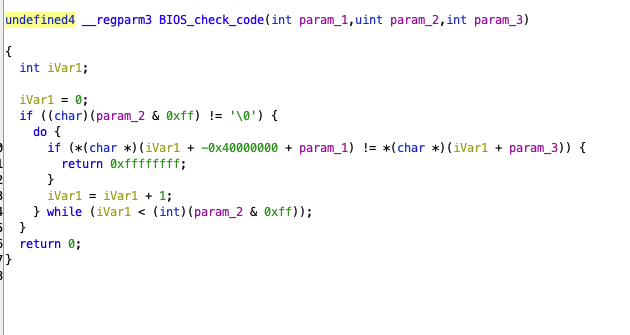 undefined4 __regparm3 BIOS_check_code(int param_1,uint param_2,int param_3)
{
int iVar1;
iVar1 = 0;
if ((char)(param_2 & 0xff) != '\0') {
do {
if (*(char *)(iVar1 + -0x40000000 + param_1) != *(char *)(iVar1 + param_3)) {
return 0xffffffff;
}
iVar1 = iVar1 + 1;
} while (iVar1 < (int)(param_2 & 0xff));
}
return 0;
}